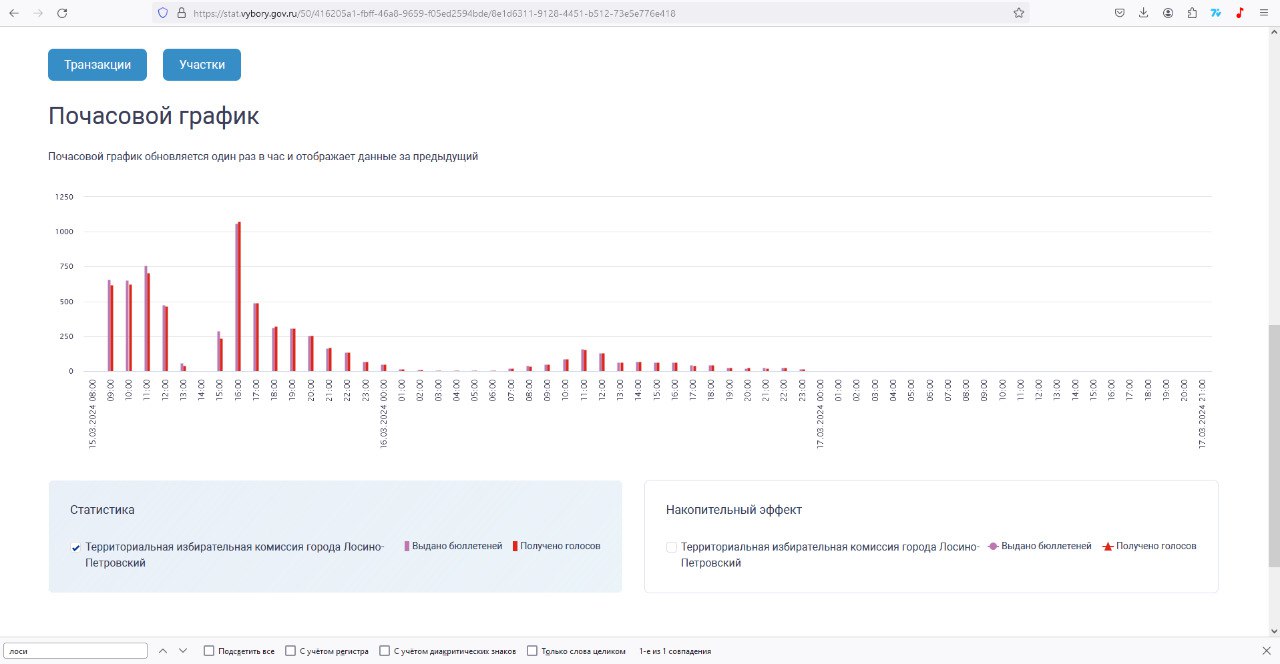 https://stat.vybory.gov.ru/50/416205a1-fbff-46a8-9659-f05ed2594bde/8e1d6311-9128-4451-b512-73e5e776e418
Транзакции Участки
Почасовой график
Почасовой график обновляется один раз в час и отображает данные за предыдущий
1250
1000
750
500
250
0
15.03.2024 08:00 09:00 10:00 11:00 12:00 13:00 14:00 15:00 16:00 17:00 18:00 19:00 20:00 21:00 22:00 23:00 16.03.2024 00:00 01:00 02:00 03:00 04:00 05:00 06:00 07:00 08:00 09:00 10:00 11:00 12:00 13:00 14:00 15:00 16:00 17:00 18:00 19:00 20:00 21:00 22:00 23:00 17.03.2024 00:00 01:00 02:00 03:00 04:00 05:00 06:00 07:00 08:00 09:00 10:00 11:00 12:00 13:00 14:00 15:00 16:00 17:00 18:00 19:00 20:00 17.03.2024 21:00
Статистика
Территориальная избирательная комиссия города Лосино-
Петровский
Выдано бюллетеней Получено голосов
Накопительный эффект
Территориальная избирательная комиссия города Лосино-
Петровский
Выдано бюллетеней Получено голосов
лоси Подсветить все С учётом регистра С учётом диакритических знаков Только слова целиком 1-е из 1 совпадения